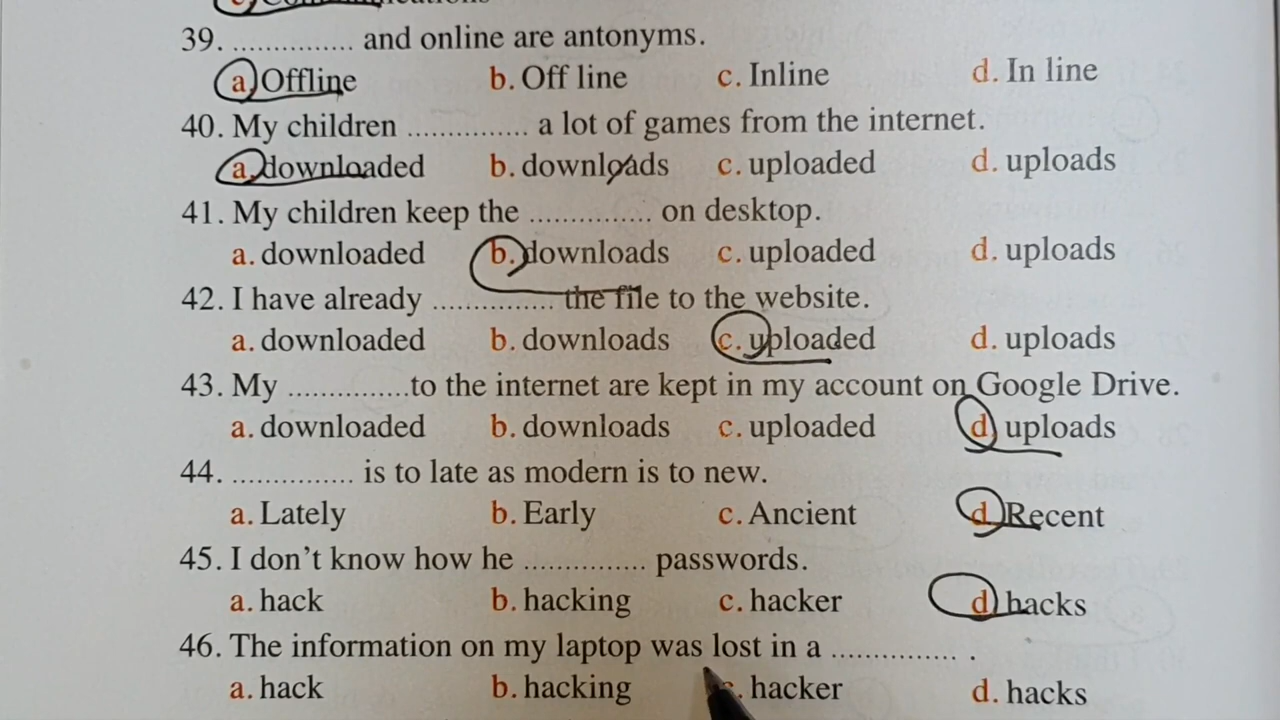 39. ............... and online are antonyms.
a. Offline b. Off line c. Inline d. In line
40. My children ............... a lot of games from the internet.
a. downloaded b. downloads c. uploaded d. uploads
41. My children keep the ............... on desktop.
a. downloaded b. downloads c. uploaded d. uploads
42. I have already ............... the file to the website.
a. downloaded b. downloads c. uploaded d. uploads
43. My ...............to the internet are kept in my account on Google Drive.
a. downloaded b. downloads c. uploaded d. uploads
44. ............... is to late as modern is to new.
a. Lately b. Early c. Ancient d. Recent
45. I don't know how he ............... passwords.
a. hack b. hacking c. hacker d. hacks
46. The information on my laptop was lost in a ............... .
a. hack b. hacking c. hacker d. hacks